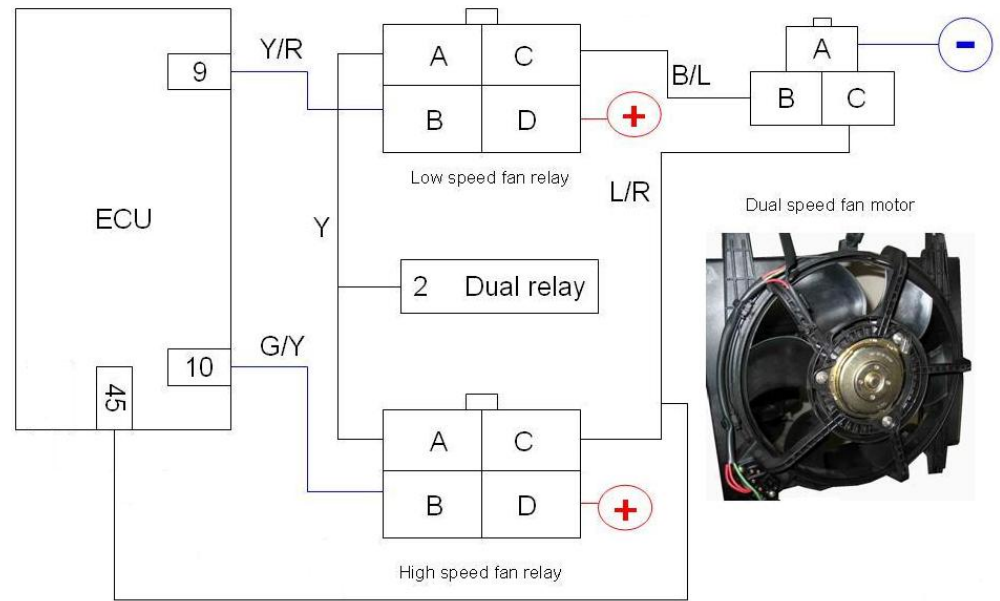 Y/R
A
C
A
-
9
B/L
B
C
B
D
+
Low speed fan relay
L/R
ECU
Y
Dual speed fan motor
2 Dual relay
G/Y
10
45
A
C
B
D
+
High speed fan relay